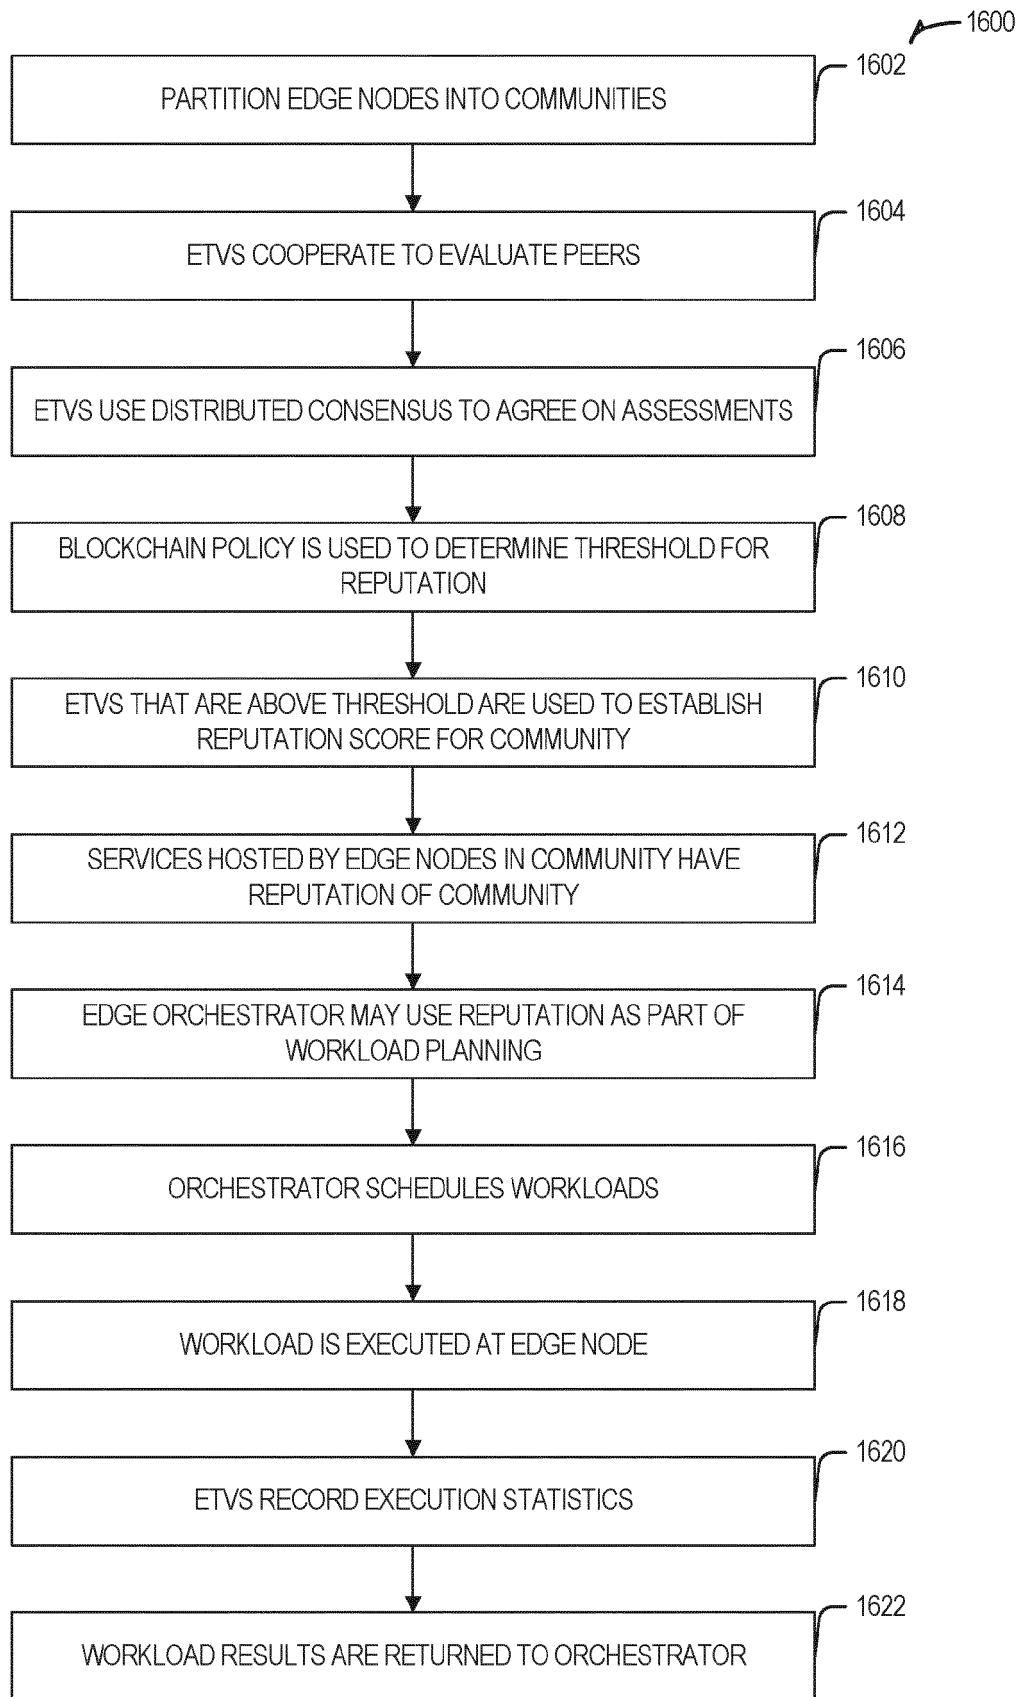 1600
1602
PARTITION EDGE NODES INTO COMMUNITIES
1604
ETVS COOPERATE TO EVALUATE PEERS
1606
ETVS USE DISTRIBUTED CONSENSUS TO AGREE ON ASSESSMENTS
1608
BLOCKCHAIN POLICY IS USED TO DETERMINE THRESHOLD FOR
REPUTATION
1610
ETVS THAT ARE ABOVE THRESHOLD ARE USED TO ESTABLISH
REPUTATION SCORE FOR COMMUNITY
1612
SERVICES HOSTED BY EDGE NODES IN COMMUNITY HAVE
REPUTATION OF COMMUNITY
1614
EDGE ORCHESTRATOR MAY USE REPUTATION AS PART OF
WORKLOAD PLANNING
1616
ORCHESTRATOR SCHEDULES WORKLOADS
1618
WORKLOAD IS EXECUTED AT EDGE NODE
1620
ETVS RECORD EXECUTION STATISTICS
1622
WORKLOAD RESULTS ARE RETURNED TO ORCHESTRATOR